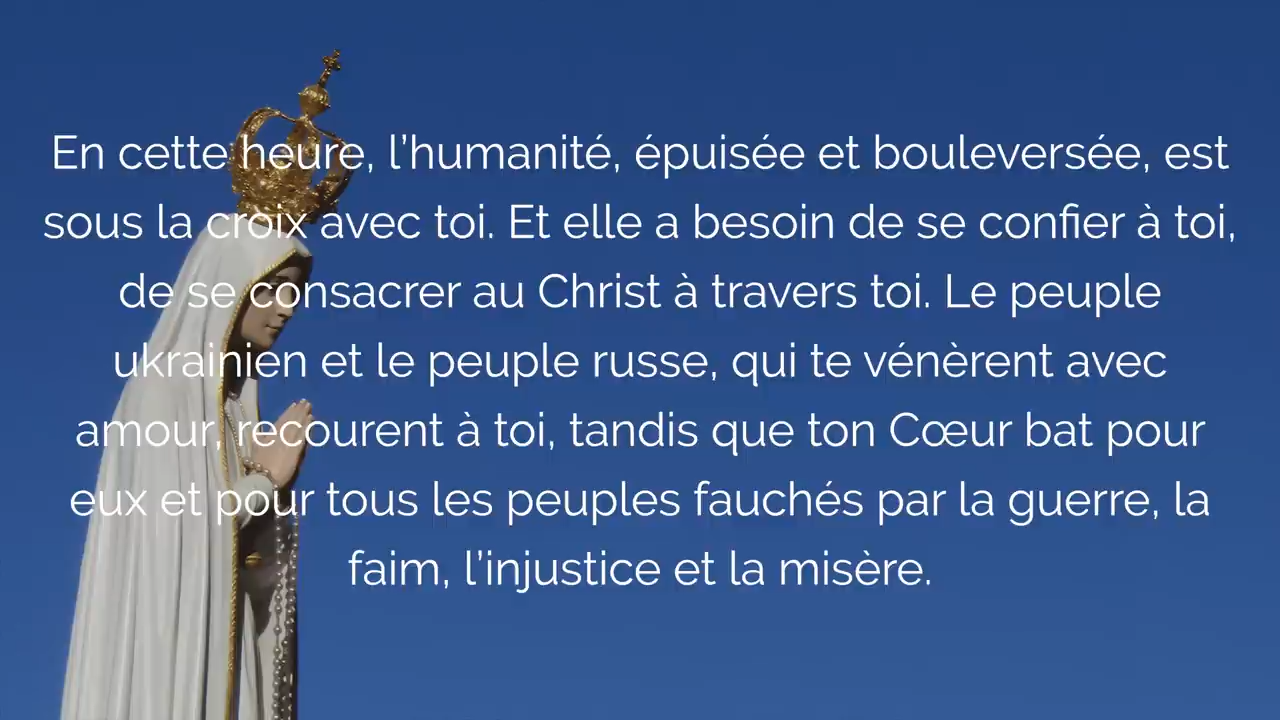 En cette heure, l’humanité, épuisée et bouleversée, est
sous la croix avec toi. Et elle a besoin de se confier à toi,
de se consacrer au Christ à travers toi. Le peuple
ukrainien et le peuple russe, qui te vénèrent avec
amour, recourent à toi, tandis que ton Cœur bat pour
eux et pour tous les peuples fauchés par la guerre, la
faim, l’injustice et la misère.